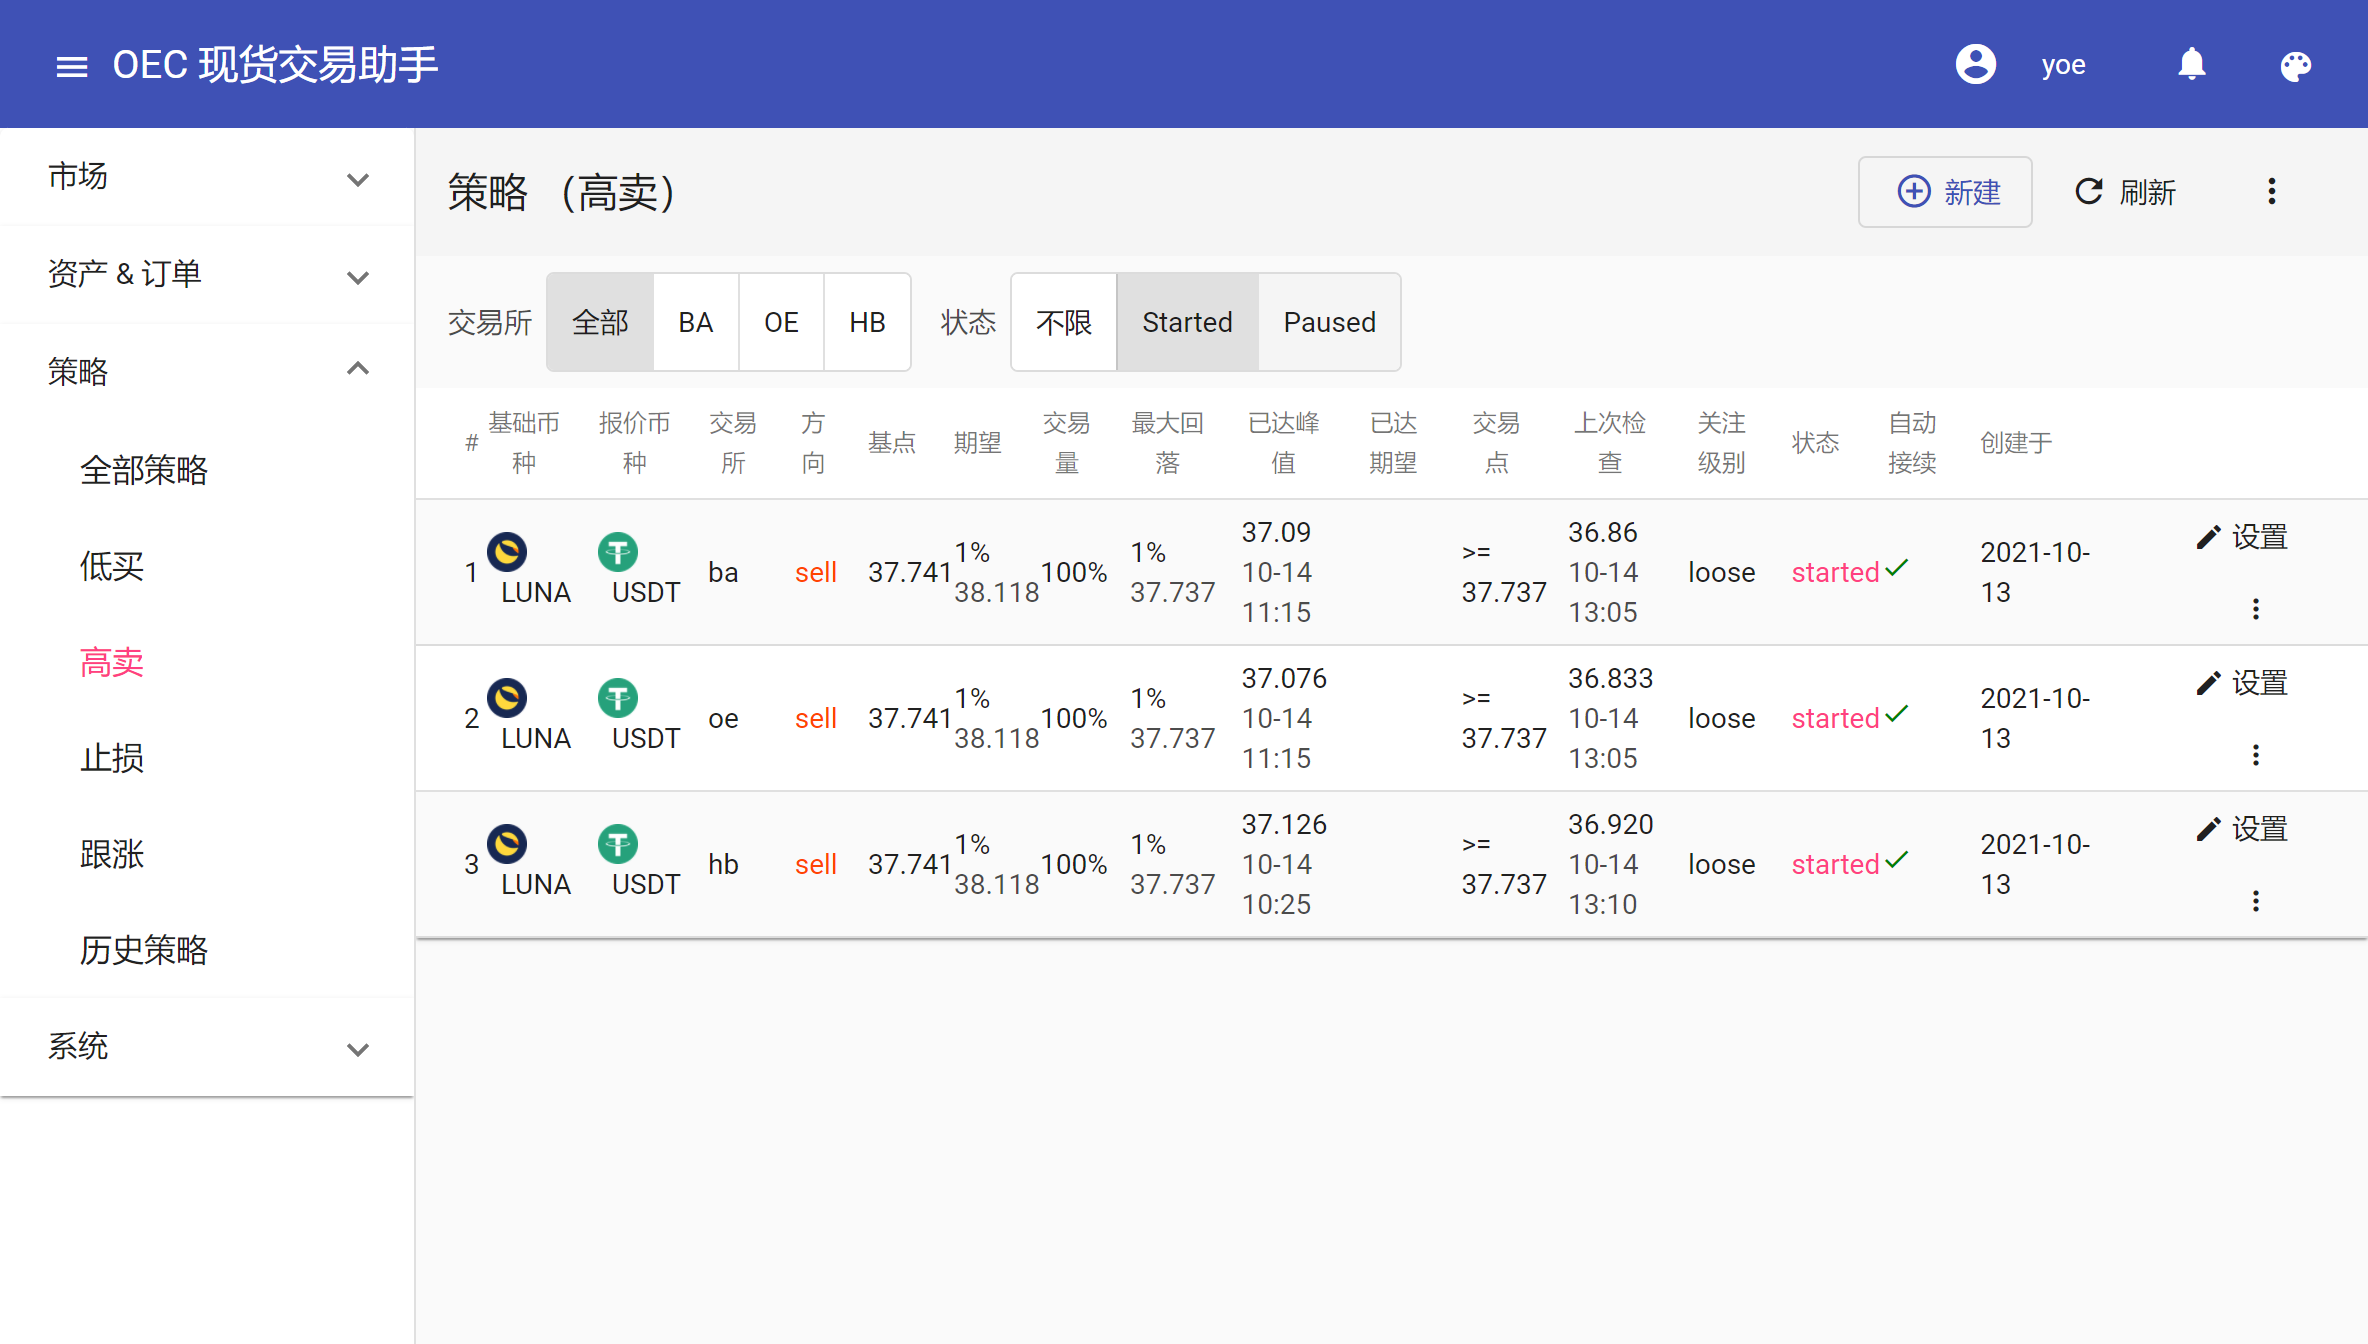 OEC 现货交易助手
yoe
市场
资产 & 订单
策略
全部策略
低买
高卖
止损
跟涨
历史策略
系统
策略 （高卖）
新建
刷新
交易所 全部 BA OE HB 状态 不限 Started Paused
# 基础币种 报价币种 交易所 方向 基点 期望 交易量 最大回落 已达峰值 已达期望 交易点 上次检查 关注级别 状态 自动接续 创建于
1 LUNA USDT ba sell 37.741 1% 38.118 100% 1% 37.737 37.09 10-14 11:15 >= 37.737 36.86 10-14 13:05 loose started 2021-10-13 设置
2 LUNA USDT oe sell 37.741 1% 38.118 100% 1% 37.737 37.076 10-14 11:15 >= 37.737 36.833 10-14 13:05 loose started 2021-10-13 设置
3 LUNA USDT hb sell 37.741 1% 38.118 100% 1% 37.737 37.126 10-14 10:25 >= 37.737 36.920 10-14 13:10 loose started 2021-10-13 设置